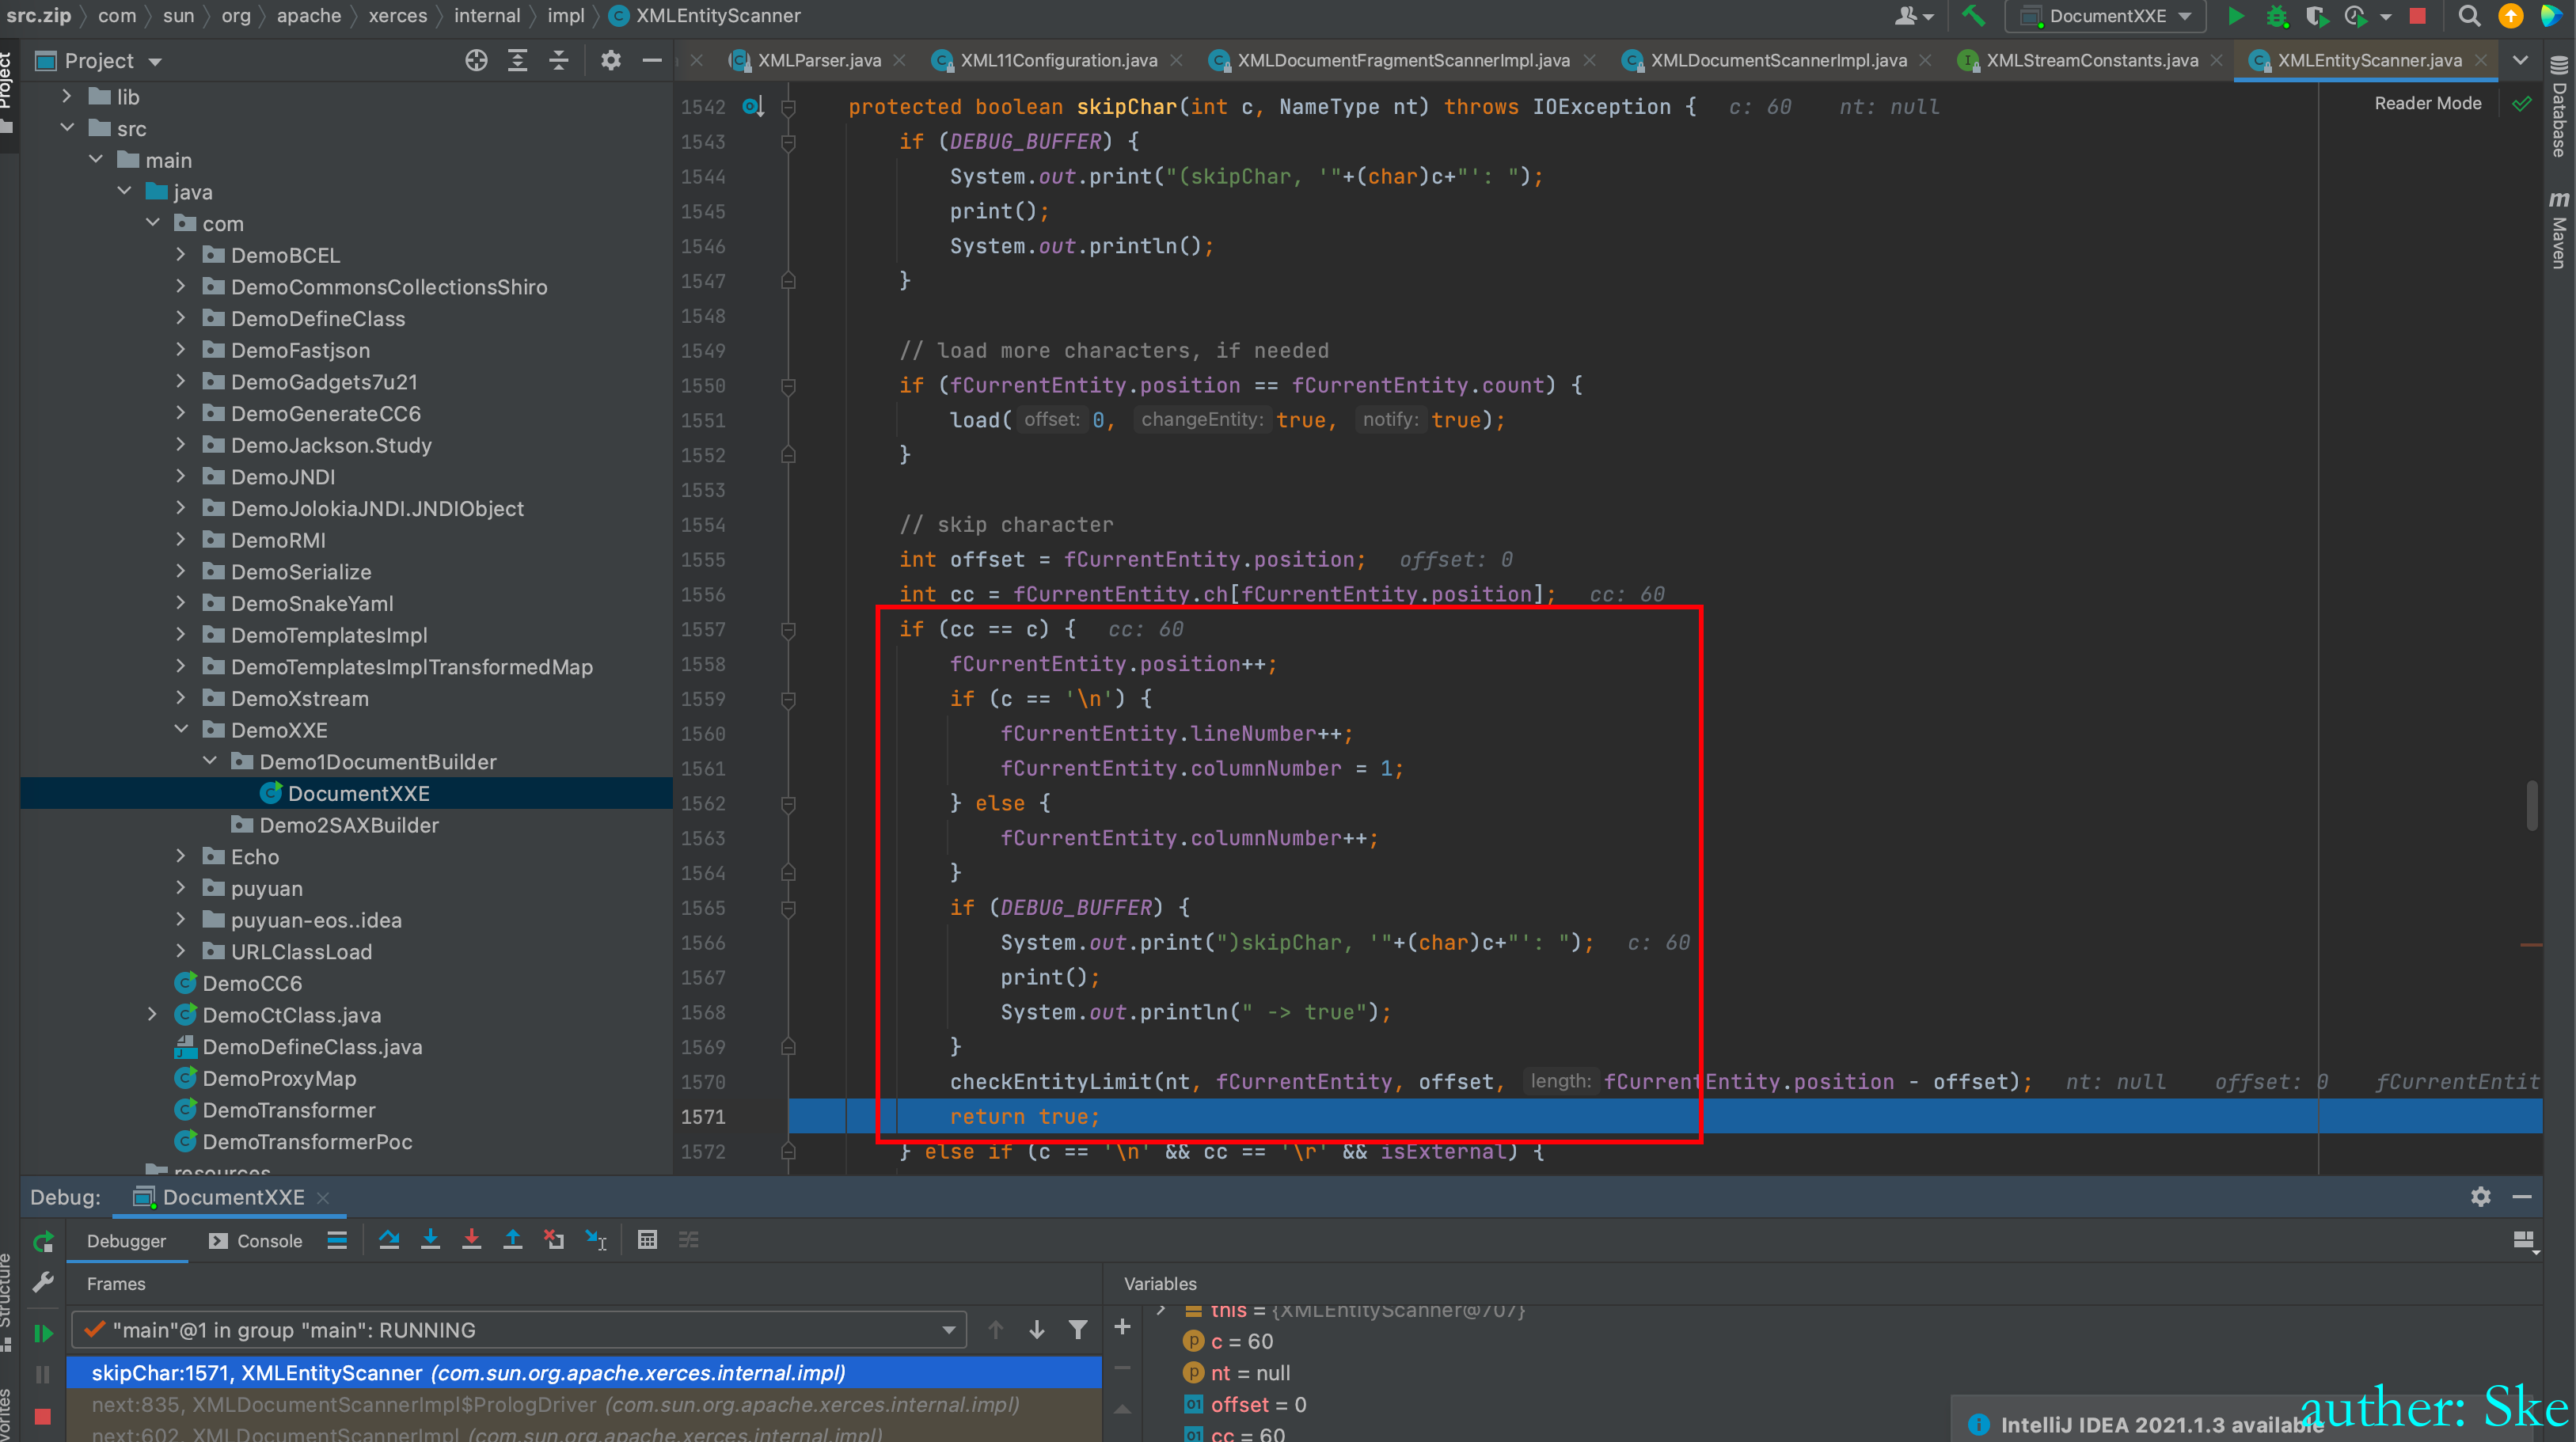 src.zip com sun org apache xerces internal impl XMLEntityScanner
DocumentXXE
Project
XMLParser.java XML11Configuration.java XMLDocumentFragmentScannerImpl.java XMLDocumentScannerImpl.java XMLStreamConstants.java XMLEntityScanner.java
Project
Reader Mode
Database
Maven
lib
src
main
java
com
DemoBCEL
DemoCommonsCollectionsShiro
DemoDefineClass
DemoFastjson
DemoGadgets7u21
DemoGenerateCC6
DemoJackson.Study
DemoJNDI
DemoJolokiaJNDI.JNDIObject
DemoRMI
DemoSerialize
DemoSnakeYaml
DemoTemplatesImpl
DemoTemplatesImplTransformedMap
DemoXstream
DemoXXE
Demo1DocumentBuilder
DocumentXXE
Demo2SAXBuilder
Echo
puyuan
puyuan-eos..idea
URLClassLoad
DemoCC6
DemoCtClass.java
DemoDefineClass.java
DemoProxyMap
DemoTransformer
DemoTransformerPoc
resources
1542 protected boolean skipChar(int c, NameType nt) throws IOException { c: 60 nt: null
1543 if (DEBUG_BUFFER) {
1544 System.out.print("(skipChar, '"+(char)c+"': ");
1545 print();
1546 System.out.println();
1547 }
1548
1549 // load more characters, if needed
1550 if (fCurrentEntity.position == fCurrentEntity.count) {
1551 load( offset: 0, changeEntity: true, notify: true);
1552 }
1553
1554 // skip character
1555 int offset = fCurrentEntity.position; offset: 0
1556 int cc = fCurrentEntity.ch[fCurrentEntity.position]; cc: 60
1557 if (cc == c) { cc: 60
1558 fCurrentEntity.position++;
1559 if (c == '\n') {
1560 fCurrentEntity.lineNumber++;
1561 fCurrentEntity.columnNumber = 1;
1562 } else {
1563 fCurrentEntity.columnNumber++;
1564 }
1565 if (DEBUG_BUFFER) {
1566 System.out.print(")skipChar, '"+(char)c+"': "); c: 60
1567 print();
1568 System.out.println(" -> true");
1569 }
1570 checkEntityLimit(nt, fCurrentEntity, offset, length: fCurrentEntity.position - offset); nt: null offset: 0 fCurrentEntit
1571 return true;
1572 } else if (c == '\n' && cc == '\r' && isExternal) {
Debug: DocumentXXE
Debugger Console
Structure
Frames
Variables
"main"@1 in group "main": RUNNING
skipChar:1571, XMLEntityScanner (com.sun.org.apache.xerces.internal.impl)
next:835, XMLDocumentScannerImpl$PrologDriver (com.sun.org.apache.xerces.internal.impl)
next:602, XMLDocumentScannerImpl (com.sun.org.apache.xerces.internal.impl)
this = {XMLEntityScanner@707}
c = 60
nt = null
offset = 0
cc = 60
IntelliJ IDEA 2021.1.3 available
auther: Ske